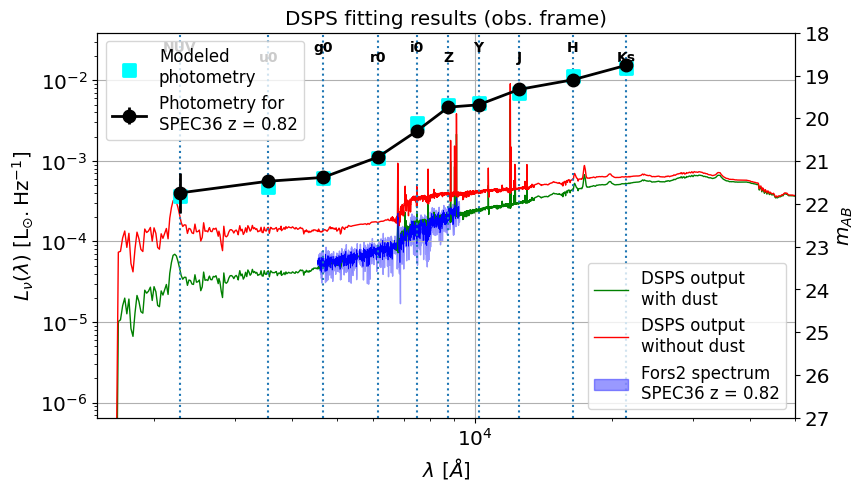 DSPS fitting results (obs. frame)
NUV
u0
g0
r0
i0
Z
Y
J
H
Ks
Modeled
photometry
Photometry for
SPEC36 z = 0.82
10⁻²
10⁻³
10⁻⁴
10⁻⁵
10⁻⁶
L_ν(λ) [L_⊙. Hz⁻¹]
18
19
20
21
22
23
24
25
26
27
m_AB
DSPS output
with dust
DSPS output
without dust
Fors2 spectrum
SPEC36 z = 0.82
10⁴
λ [Å]